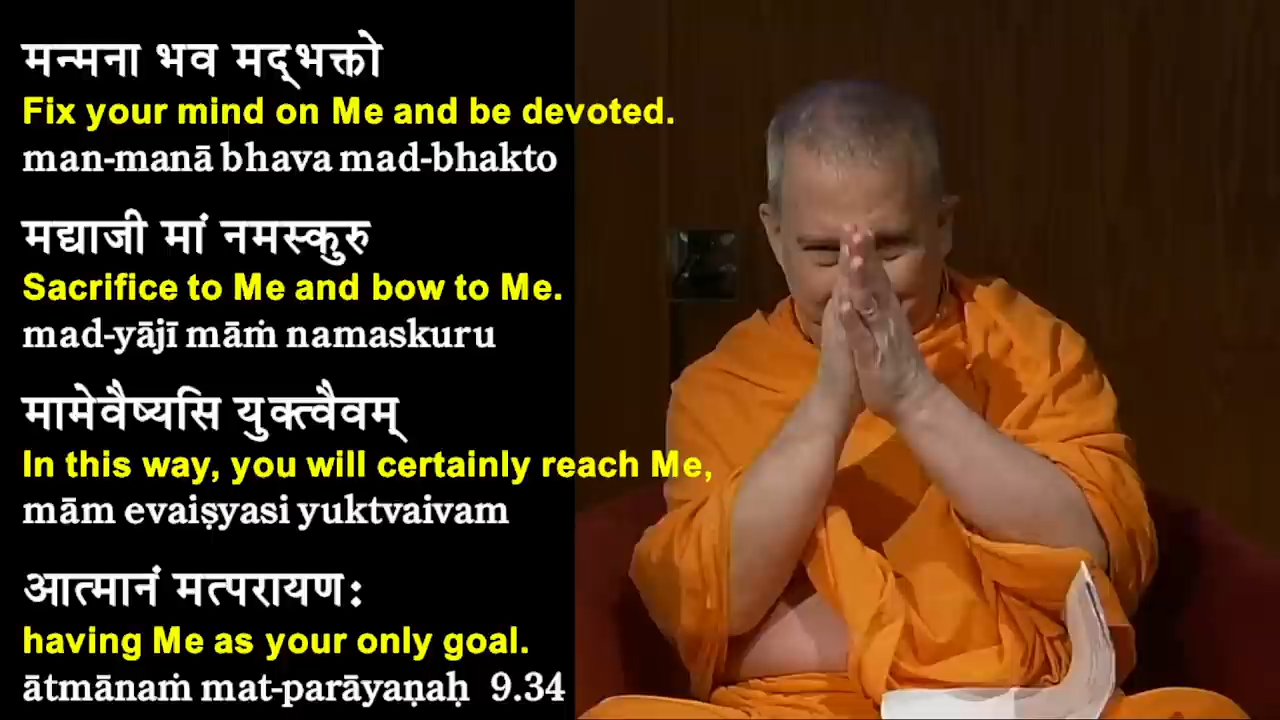 मन्मना भव मद्भक्तो
Fix your mind on Me and be devoted.
man-manā bhava mad-bhakto
मद्याजी मां नमस्कुरु
Sacrifice to Me and bow to Me.
mad-yājī māṁ namaskuru
मामेवैष्यसि युक्त्वैवम्
In this way, you will certainly reach Me,
mām evaiṣyasi yuktvaivam
आत्मानं मत्परायणः
having Me as your only goal.
ātmānaṁ mat-parāyaṇaḥ 9.34